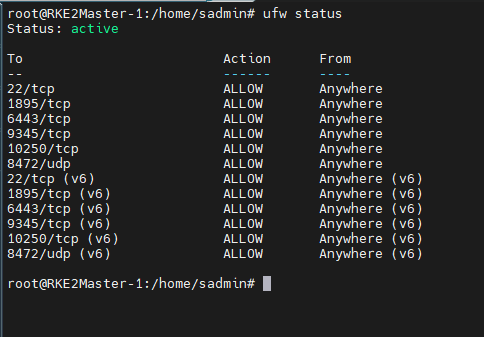 root@RKE2Master-1:/home/sadmin# ufw status
Status: active
To Action From
-- ------ ----
22/tcp ALLOW Anywhere
1895/tcp ALLOW Anywhere
6443/tcp ALLOW Anywhere
9345/tcp ALLOW Anywhere
10250/tcp ALLOW Anywhere
8472/udp ALLOW Anywhere
22/tcp (v6) ALLOW Anywhere (v6)
1895/tcp (v6) ALLOW Anywhere (v6)
6443/tcp (v6) ALLOW Anywhere (v6)
9345/tcp (v6) ALLOW Anywhere (v6)
10250/tcp (v6) ALLOW Anywhere (v6)
8472/udp (v6) ALLOW Anywhere (v6)
root@RKE2Master-1:/home/sadmin#